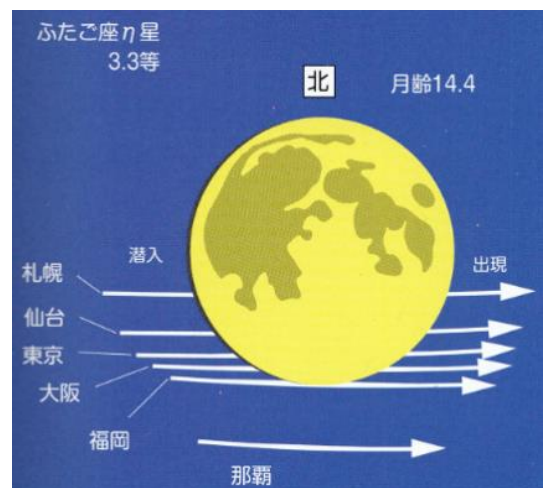 ふたご座η星
3.3等
北
月齢14.4
潜入
出現
札幌
仙台
東京
大阪
福岡
那覇